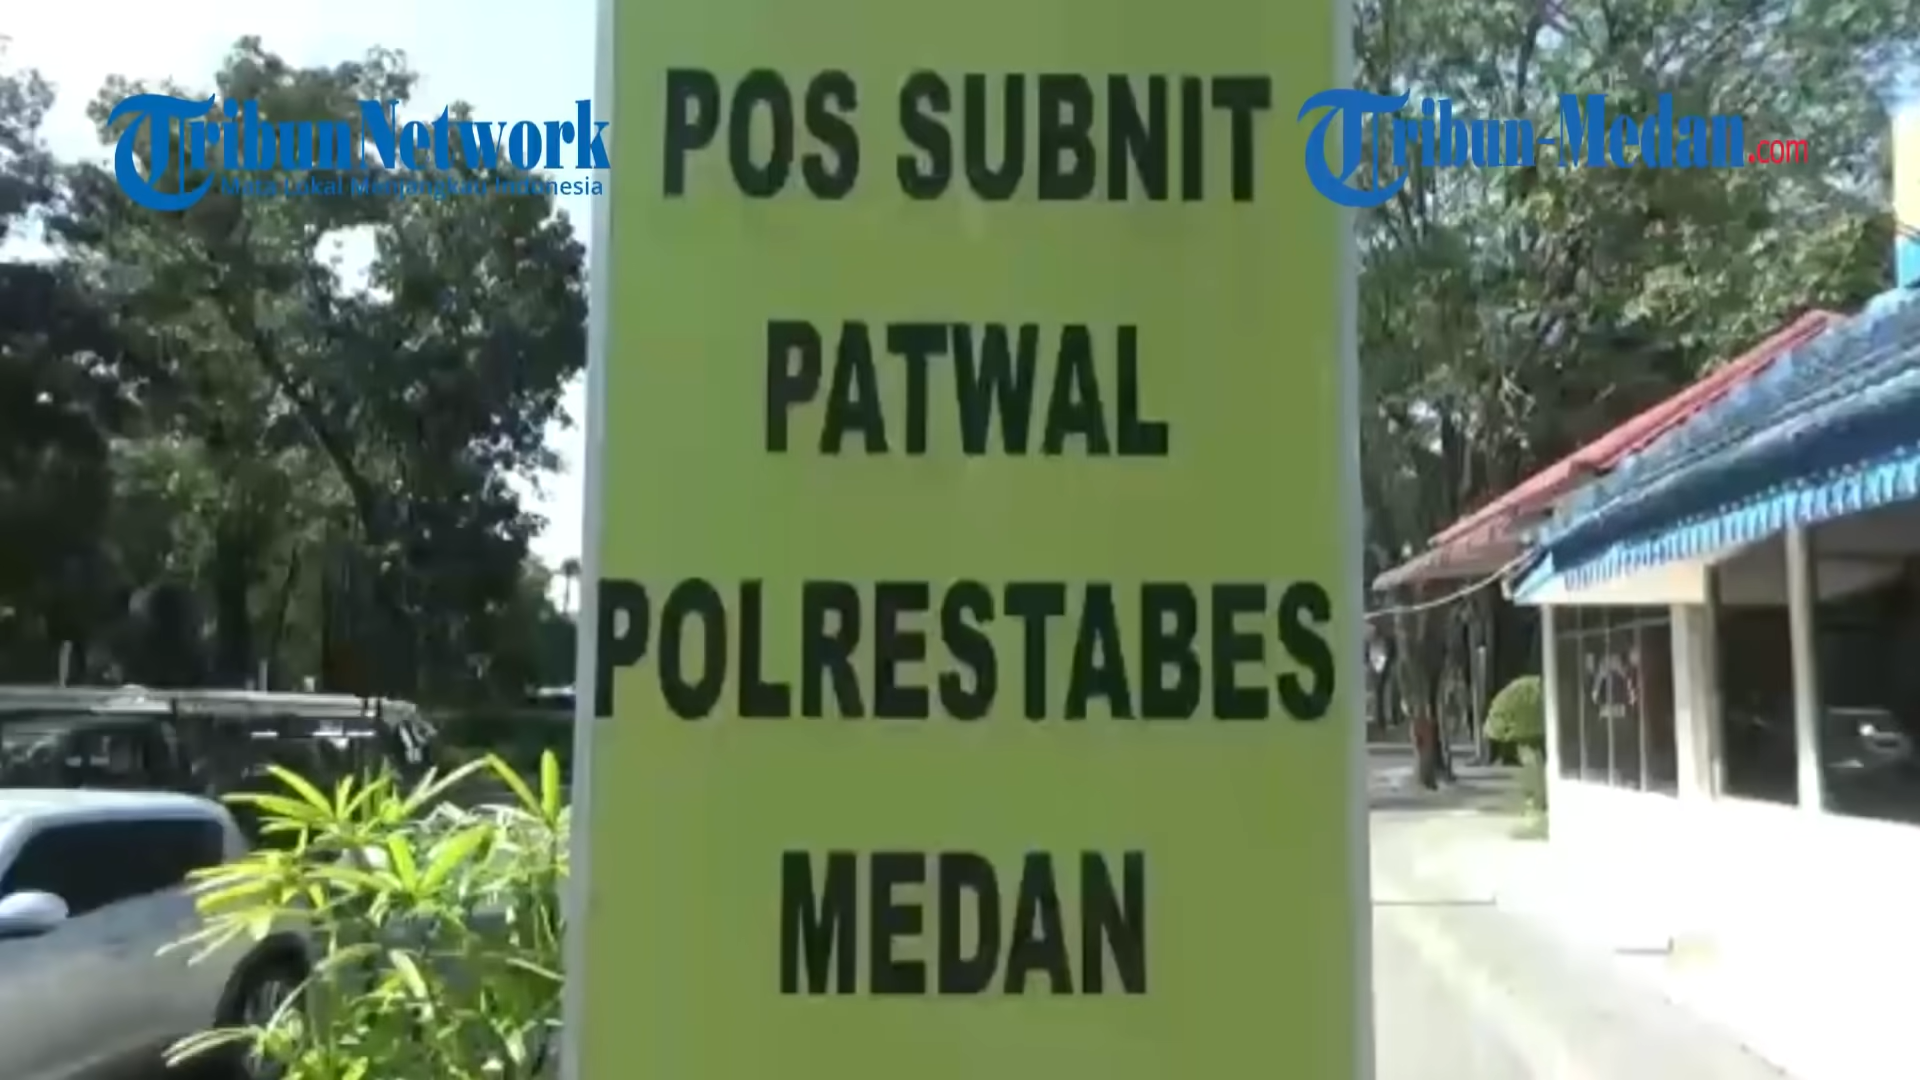 TribunNetwork
Mata Lokal Menjangkau Indonesia
Tribun-Medan.com
POS SUBNIT
PATWAL
POLRESTABES
MEDAN